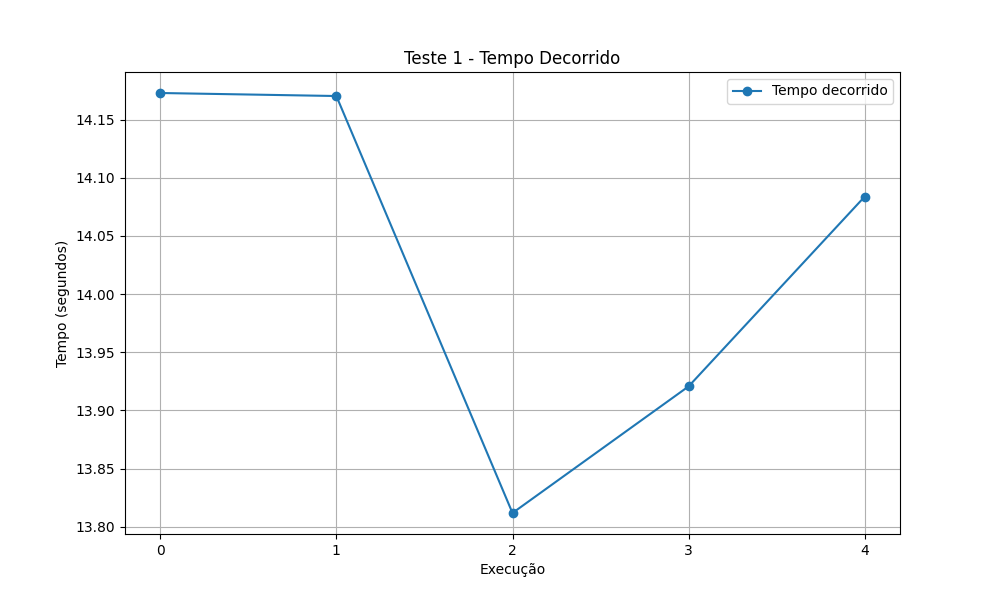 Teste 1 - Tempo Decorrido
Tempo decorrido
14.15
14.10
14.05
14.00
13.95
13.90
13.85
13.80
Tempo (segundos)
0 1 2 3 4
Execução